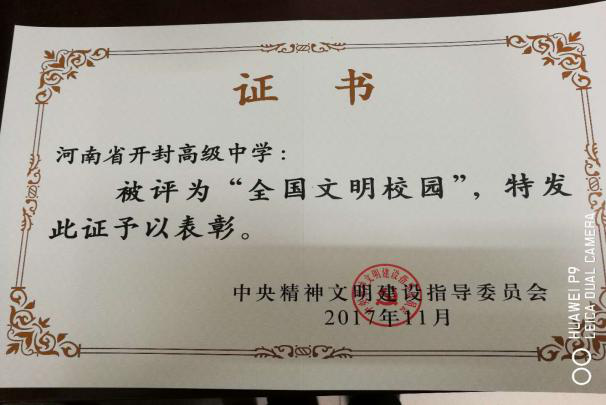 证 书
河南省开封高级中学：
被评为“全国文明校园”，特发
此证予以表彰。
中央精神文明建设指导委员会
2017年11月
HUAWEI P9
LEICA DUAL CAMERA